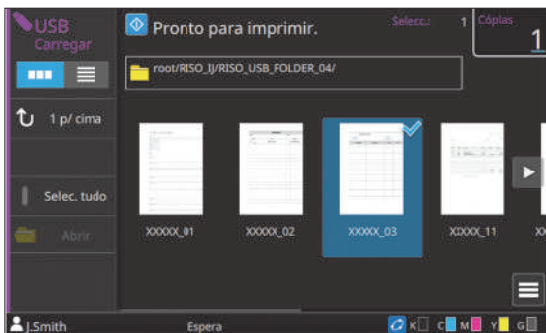 USB
Carregar
Pronto para imprimir.
Selecc.: 1
Cópias
1
root/RISO_IJ/RISO_USB_FOLDER_04/
1 p/ cima
Selec. tudo
Abrir
XXXXX_01
XXXXX_02
XXXXX_03
XXXXX_11
J.Smith
Espera
K C M Y G